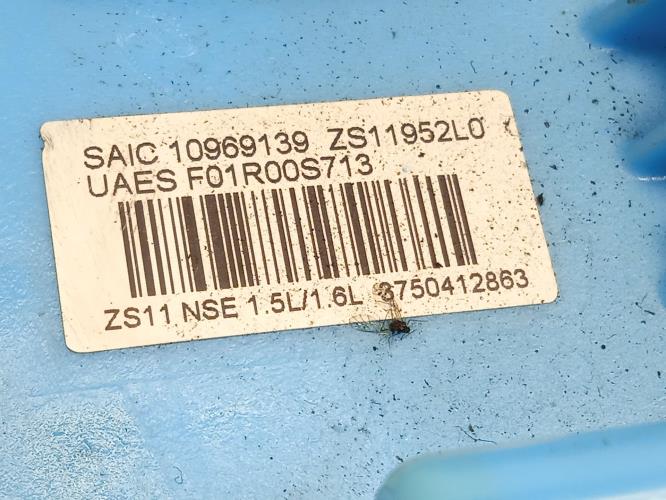 SAIC 10969139 ZS11952L0
UAES F01R00S713
ZS11 NSE 1.5L/1.6L 3750412863